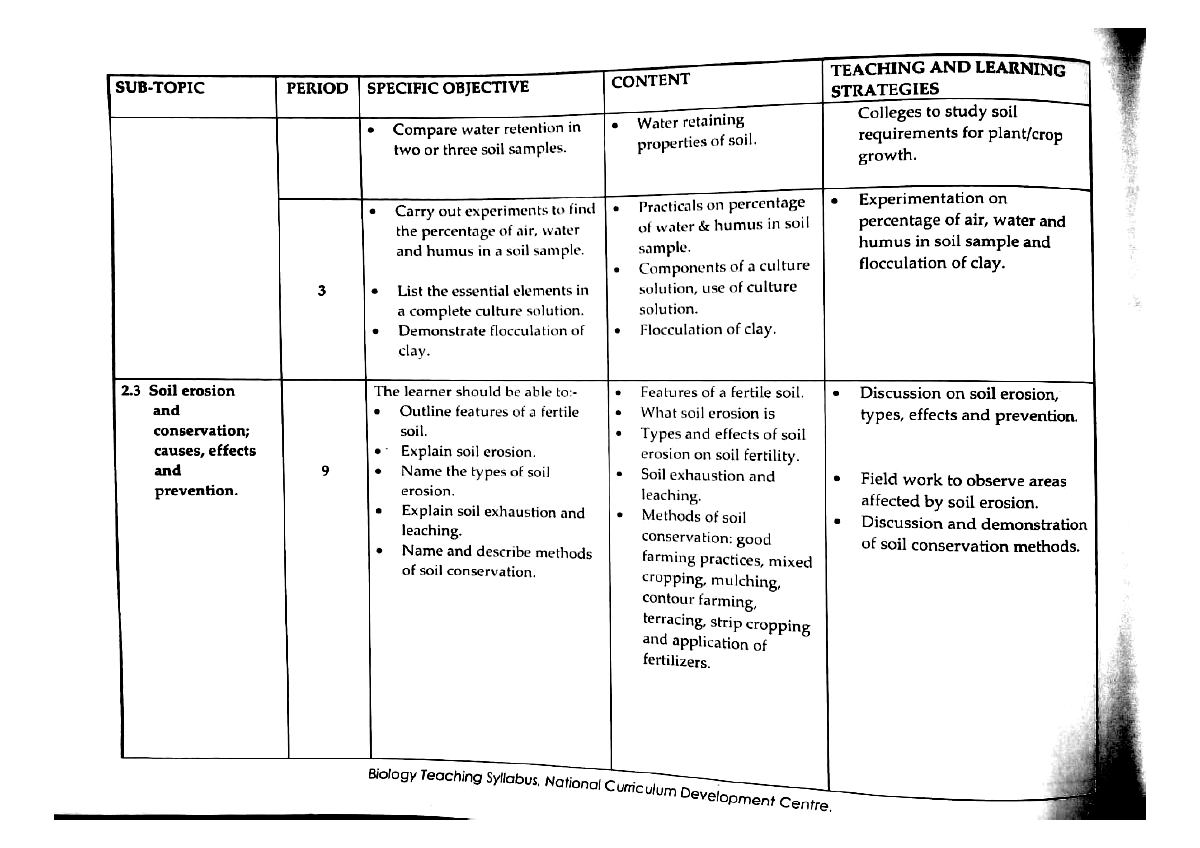 SUB-TOPIC
PERIOD
SPECIFIC OBJECTIVE
CONTENT
TEACHING AND LEARNING
STRATEGIES
• Compare water retention in
two or three soil samples.
• Water retaining
properties of soil.
Colleges to study soil
requirements for plant/crop
growth.
3
• Carry out experiments to find
the percentage of air, water
and humus in a soil sample.
• List the essential elements in
a complete culture solution.
• Demonstrate flocculation of
clay.
• Practicals on percentage
of water & humus in soil
sample.
• Components of a culture
solution, use of culture
solution.
• Flocculation of clay.
• Experimentation on
percentage of air, water and
humus in soil sample and
flocculation of clay.
2.3 Soil erosion
and
conservation;
causes, effects
and
prevention.
9
The learner should be able to:-
• Outline features of a fertile
soil.
• Explain soil erosion.
• Name the types of soil
erosion.
• Explain soil exhaustion and
leaching.
• Name and describe methods
of soil conservation.
• Features of a fertile soil.
• What soil erosion is
• Types and effects of soil
erosion on soil fertility.
• Soil exhaustion and
leaching.
• Methods of soil
conservation: good
farming practices, mixed
cropping, mulching,
contour farming,
terracing, strip cropping
and application of
fertilizers.
• Discussion on soil erosion,
types, effects and prevention.
• Field work to observe areas
affected by soil erosion.
• Discussion and demonstration
of soil conservation methods.
Biology Teaching Syllabus, National Curriculum Development Centre.